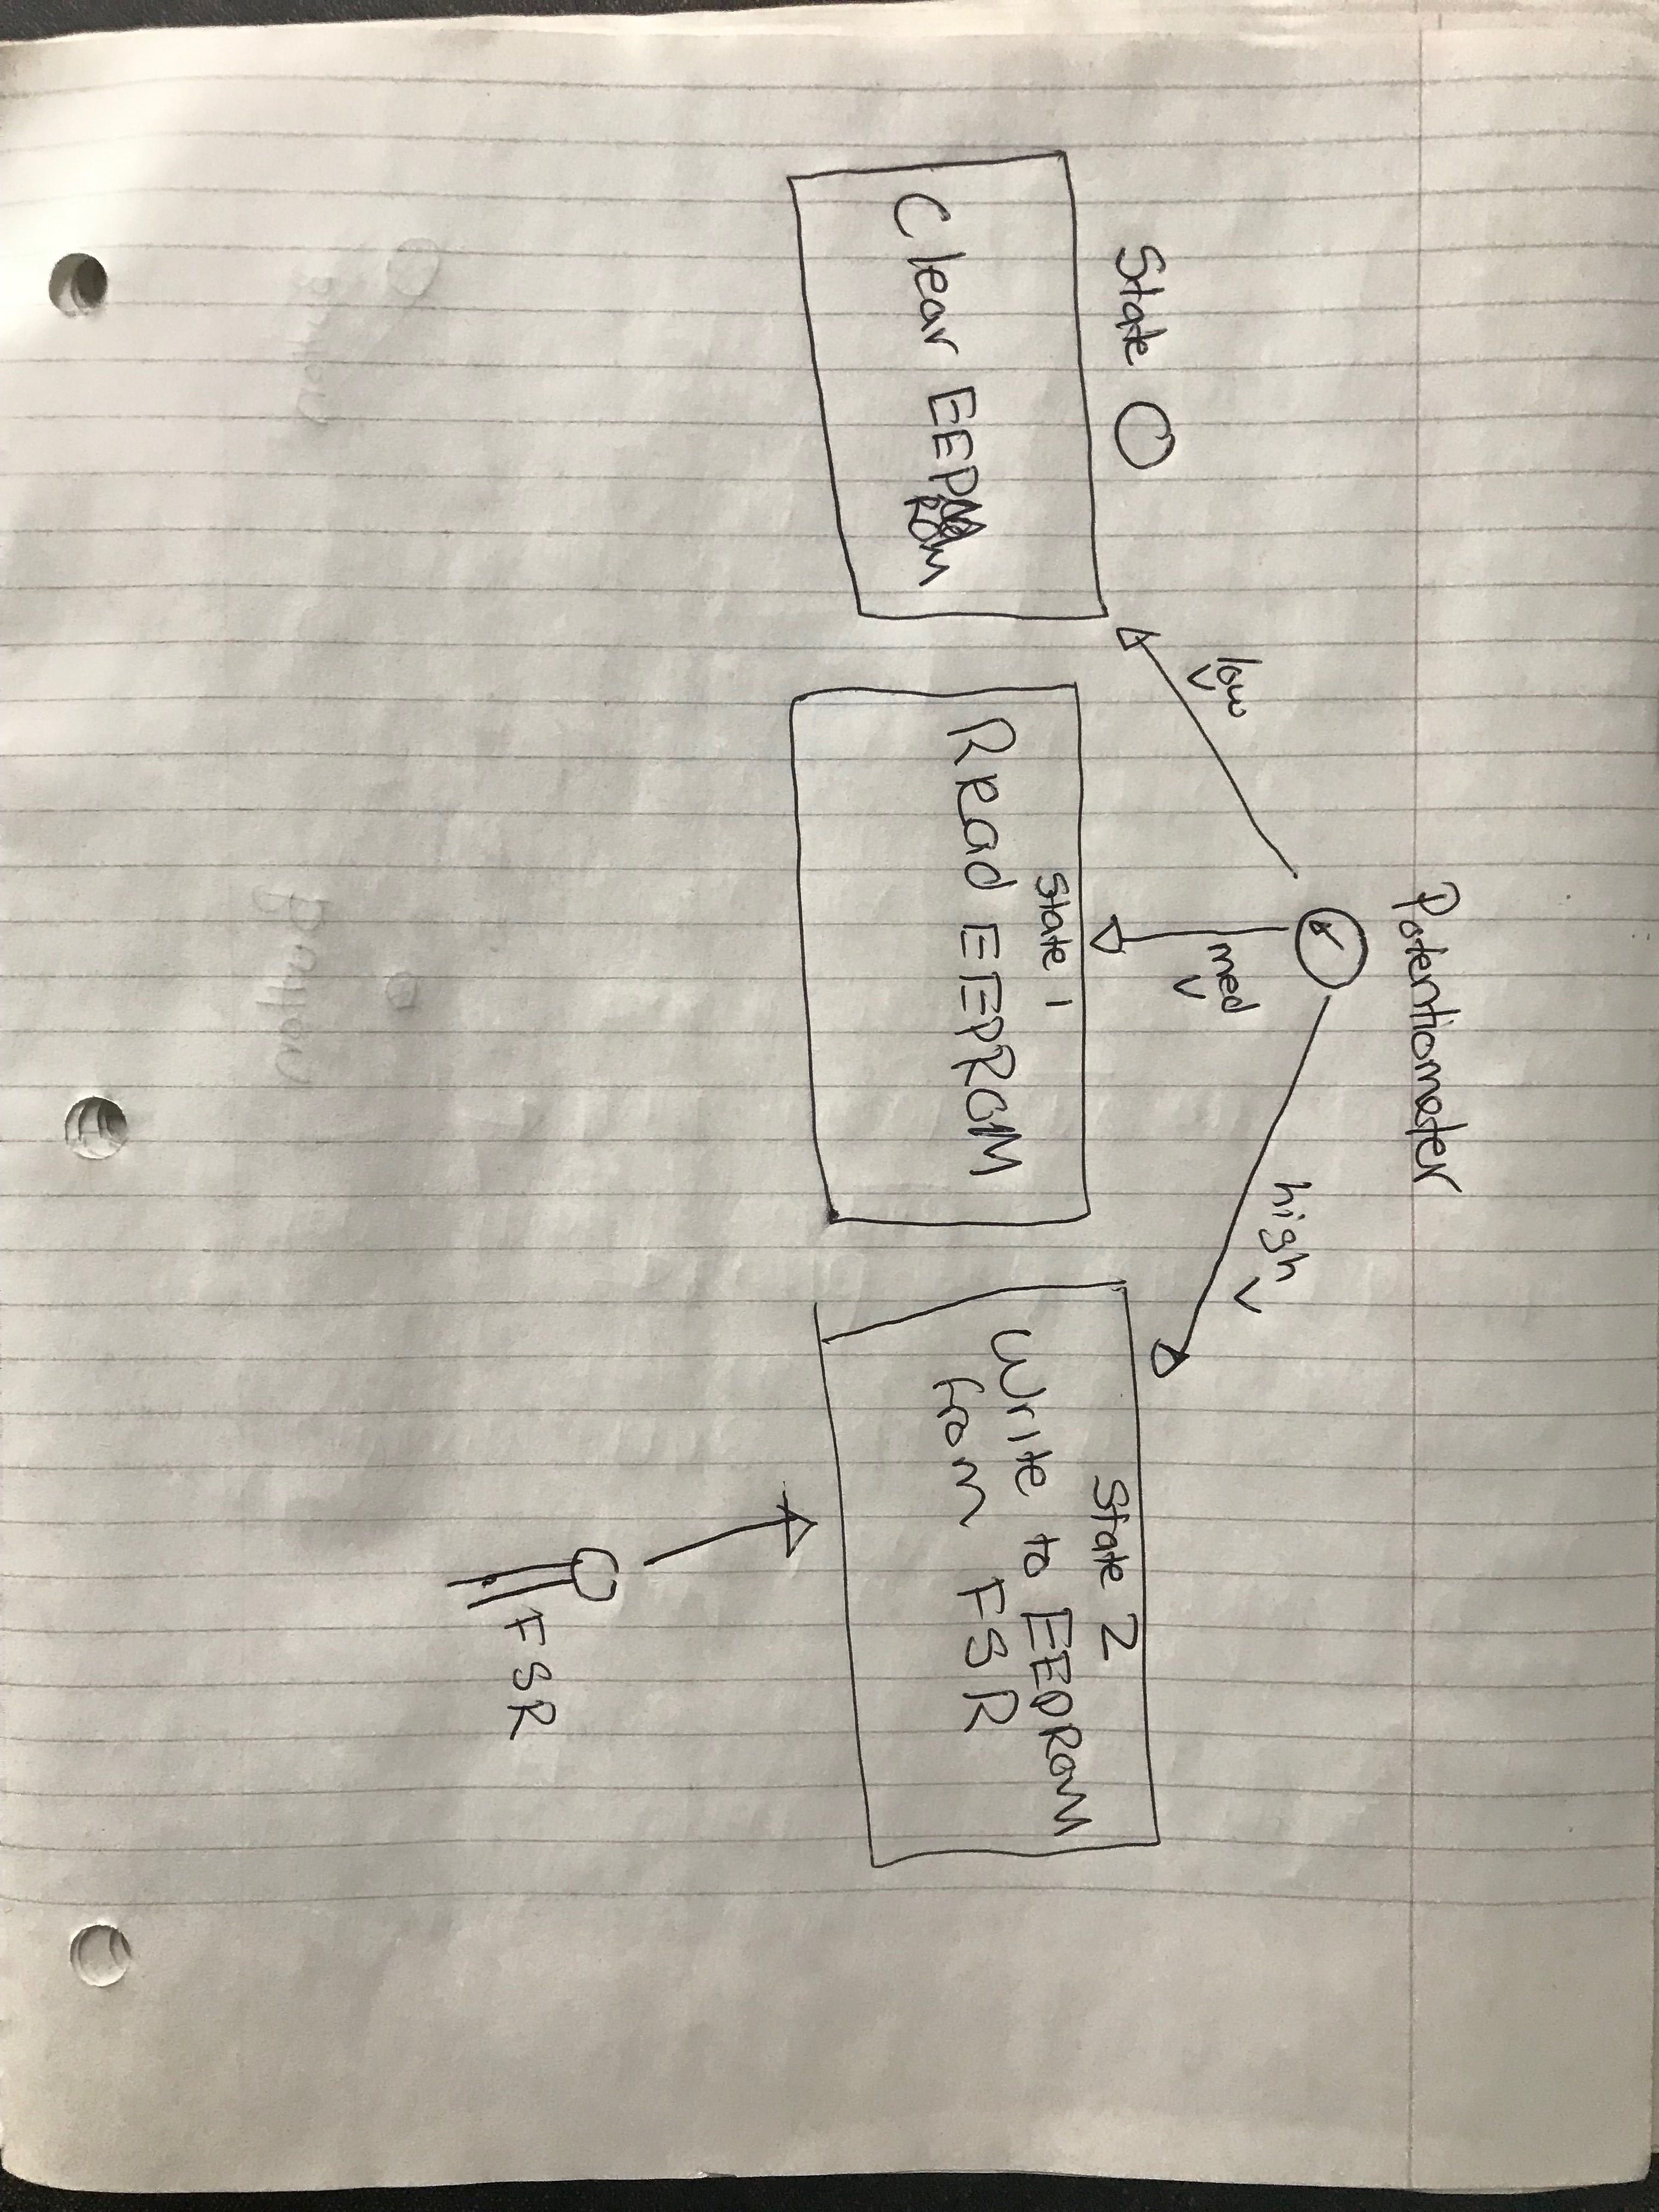 Potentiometer
low
V
med
V
high
V
State 0
Clear EEPROM
State 1
Read EEPROM
State 2
Write to EEPROM
from FSR
FSR